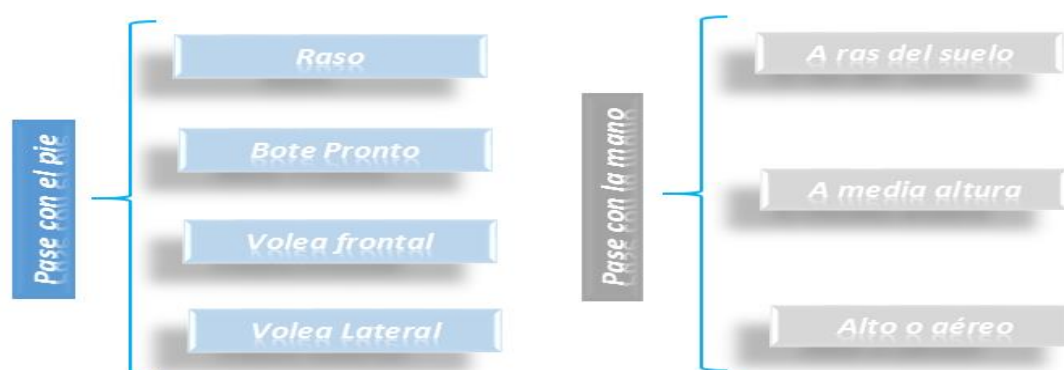 Pase con el pie
Raso
Bote Pronto
Volea frontal
Volea Lateral
Pase con la mano
A ras del suelo
A media altura
Alto o aéreo